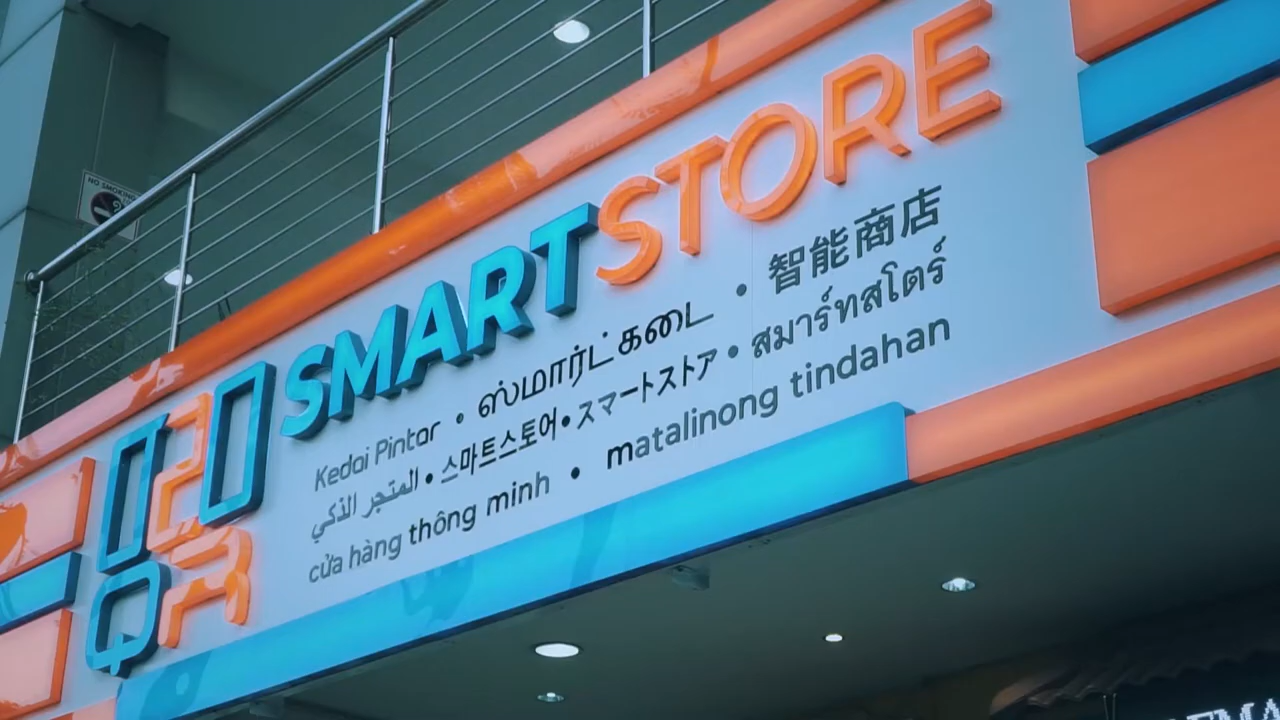 NO SMOKING
SMARTSTORE
Kedai Pintar • ஸ்மார்ட் கடை • 智能商店
المتجر الذكي • 스마트스토어 • スマートストア • สมาร์ทสโตร์
cửa hàng thông minh • matalinong tindahan
QR